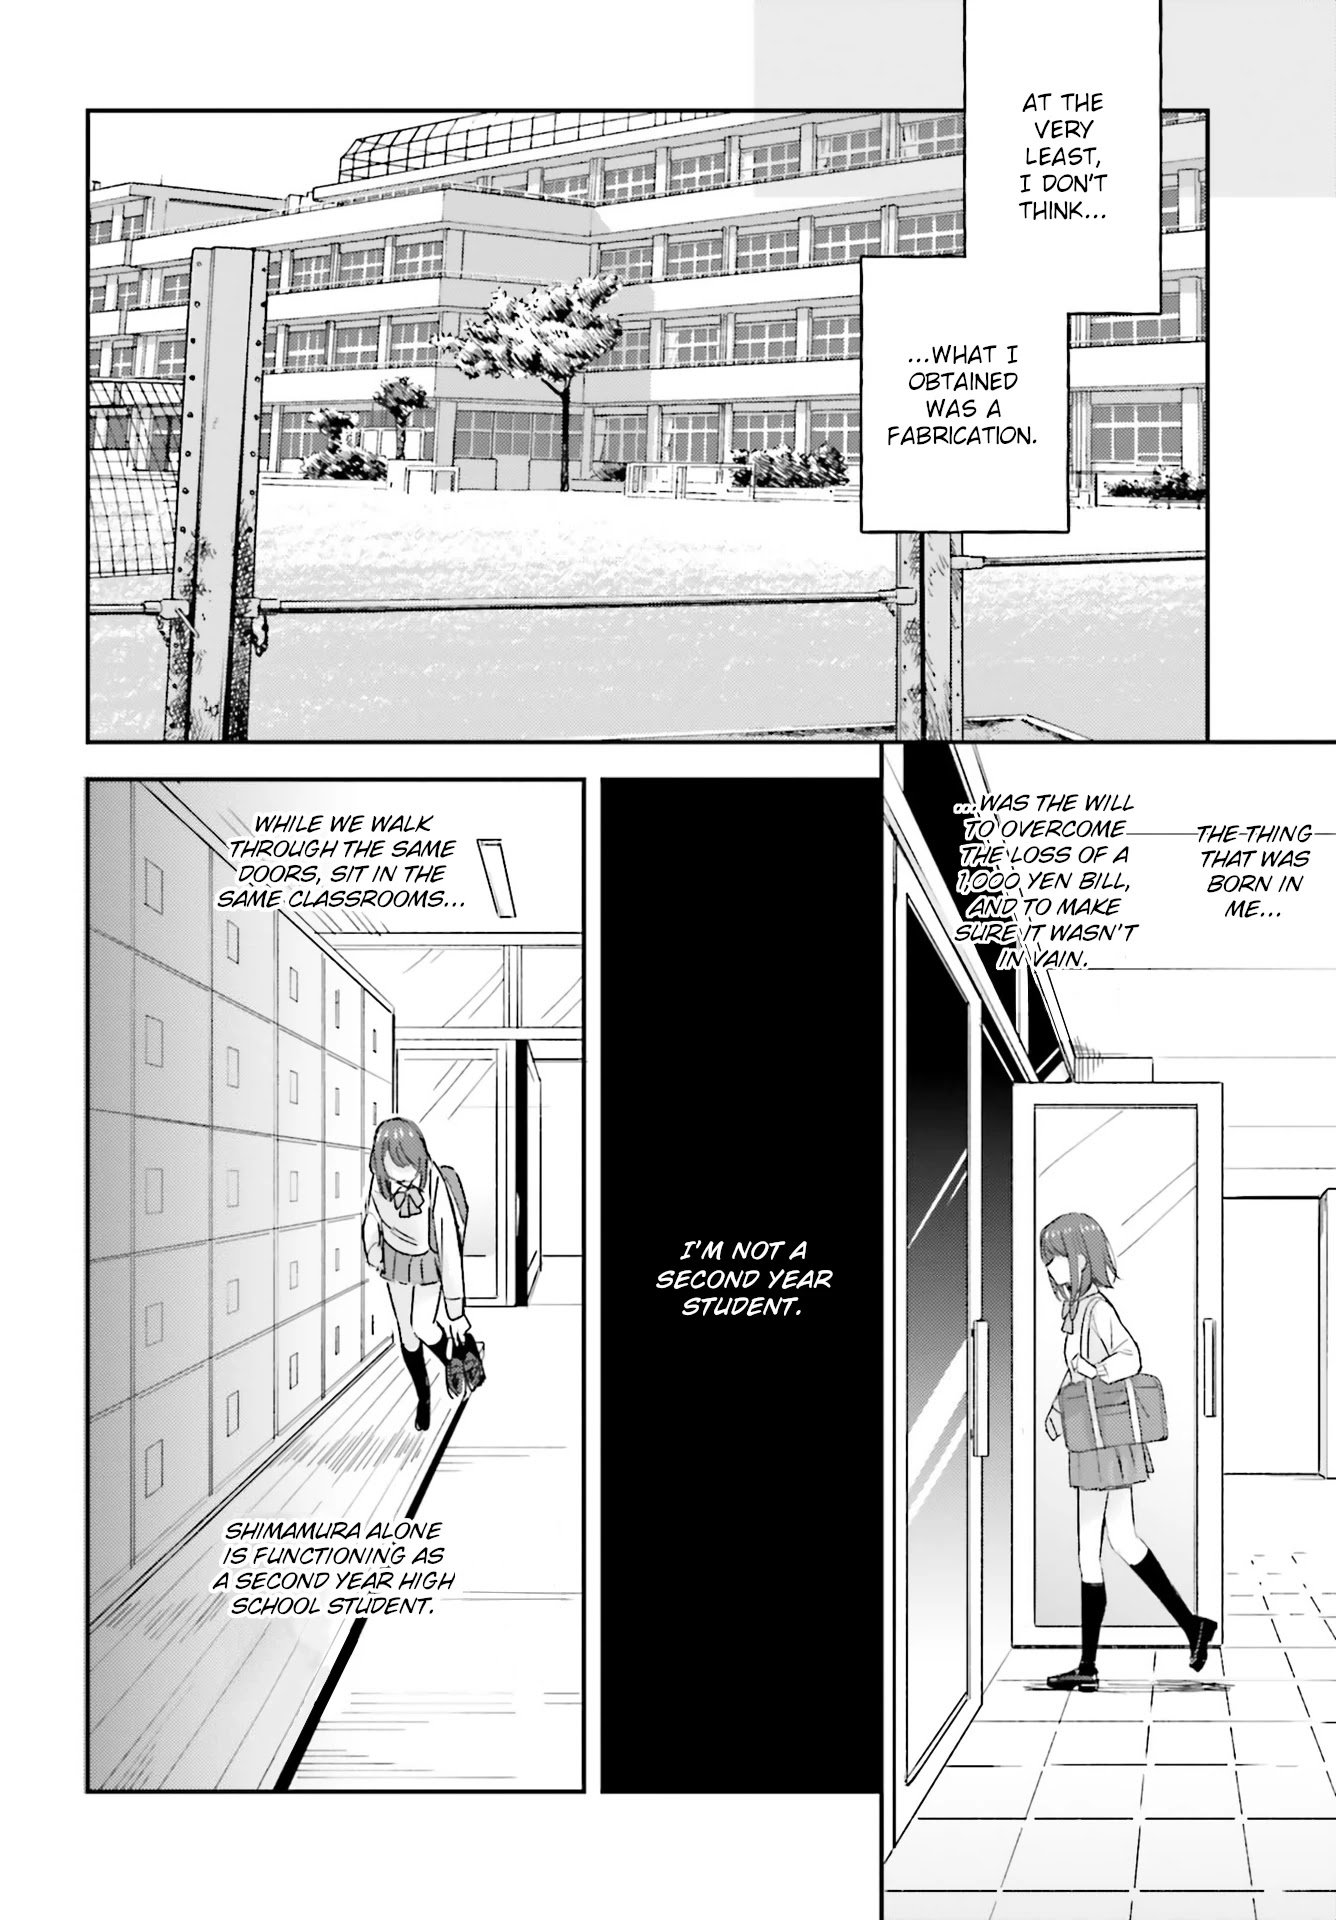 AT THE
VERY
LEAST,
I DON'T
THINK...
...WHAT I
OBTAINED
WAS A
FABRICATION.
THE THING
THAT WAS
BORN IN
ME...
...WAS THE WILL
TO OVERCOME
THE LOSS OF A
1,000 YEN BILL,
AND TO MAKE
SURE IT WASN'T
IN VAIN.
I'M NOT A
SECOND YEAR
STUDENT.
WHILE WE WALK
THROUGH THE SAME
DOORS, SIT IN THE
SAME CLASSROOMS...
SHIMAMURA ALONE
IS FUNCTIONING AS
A SECOND YEAR HIGH
SCHOOL STUDENT.